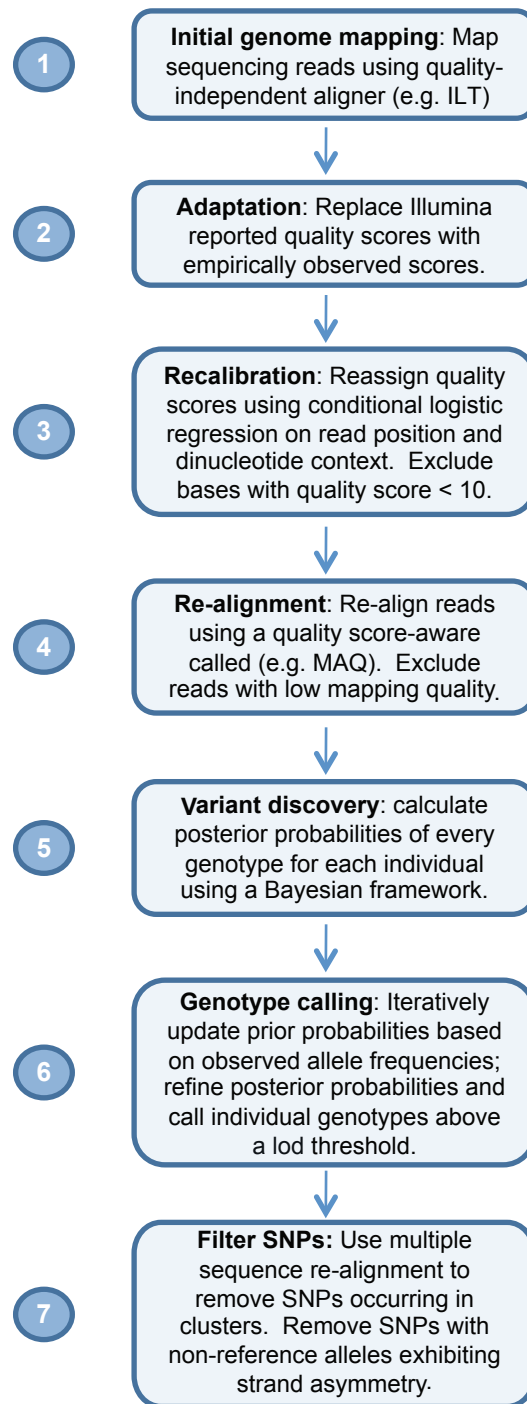 1
Initial genome mapping: Map
sequencing reads using quality-
independent aligner (e.g. ILT)
2
Adaptation: Replace Illumina
reported quality scores with
empirically observed scores.
3
Recalibration: Reassign quality
scores using conditional logistic
regression on read position and
dinucleotide context. Exclude
bases with quality score < 10.
4
Re-alignment: Re-align reads
using a quality score-aware
called (e.g. MAQ). Exclude
reads with low mapping quality.
5
Variant discovery: calculate
posterior probabilities of every
genotype for each individual
using a Bayesian framework.
6
Genotype calling: Iteratively
update prior probabilities based
on observed allele frequencies;
refine posterior probabilities and
call individual genotypes above
a lod threshold.
7
Filter SNPs: Use multiple
sequence re-alignment to
remove SNPs occurring in
clusters. Remove SNPs with
non-reference alleles exhibiting
strand asymmetry.